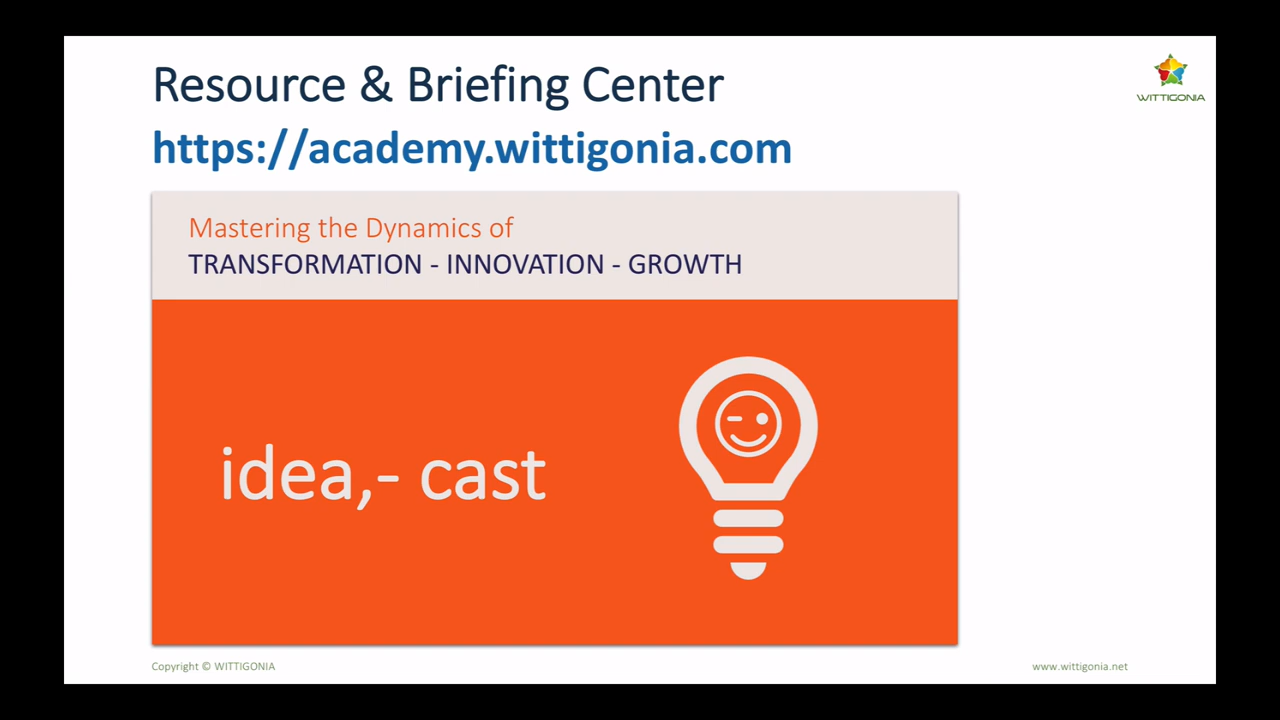 Resource & Briefing Center
WITTIGONIA
https://academy.wittigonia.com
Mastering the Dynamics of
TRANSFORMATION - INNOVATION - GROWTH
idea,- cast
Copyright © WITTIGONIA
www.wittigonia.net